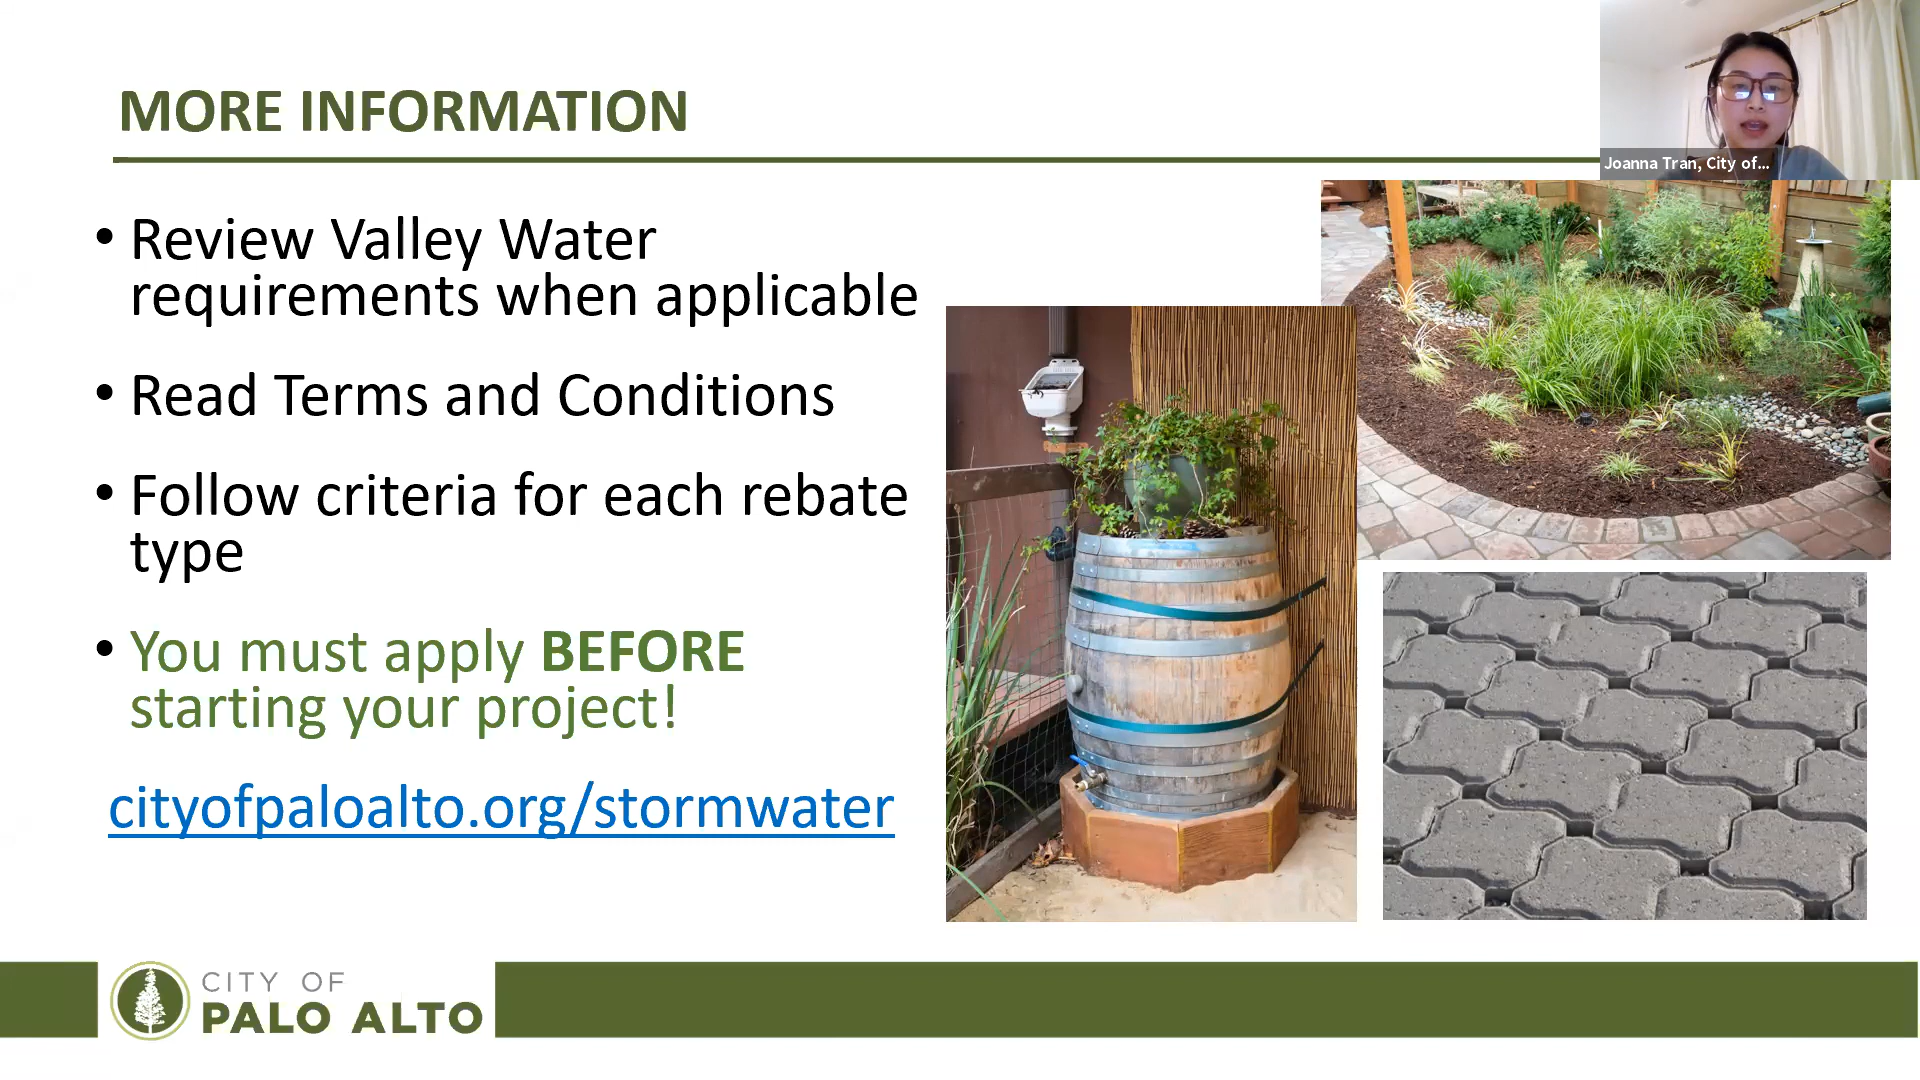 MORE INFORMATION
Joanna Tran, City of...
• Review Valley Water
requirements when applicable
• Read Terms and Conditions
• Follow criteria for each rebate
type
• You must apply BEFORE
starting your project!
cityofpaloalto.org/stormwater
CITY OF
PALO ALTO